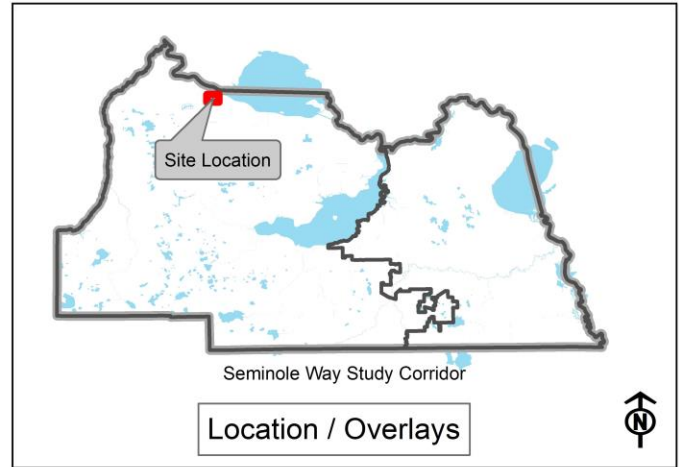 Site Location
Seminole Way Study Corridor
Location / Overlays
N